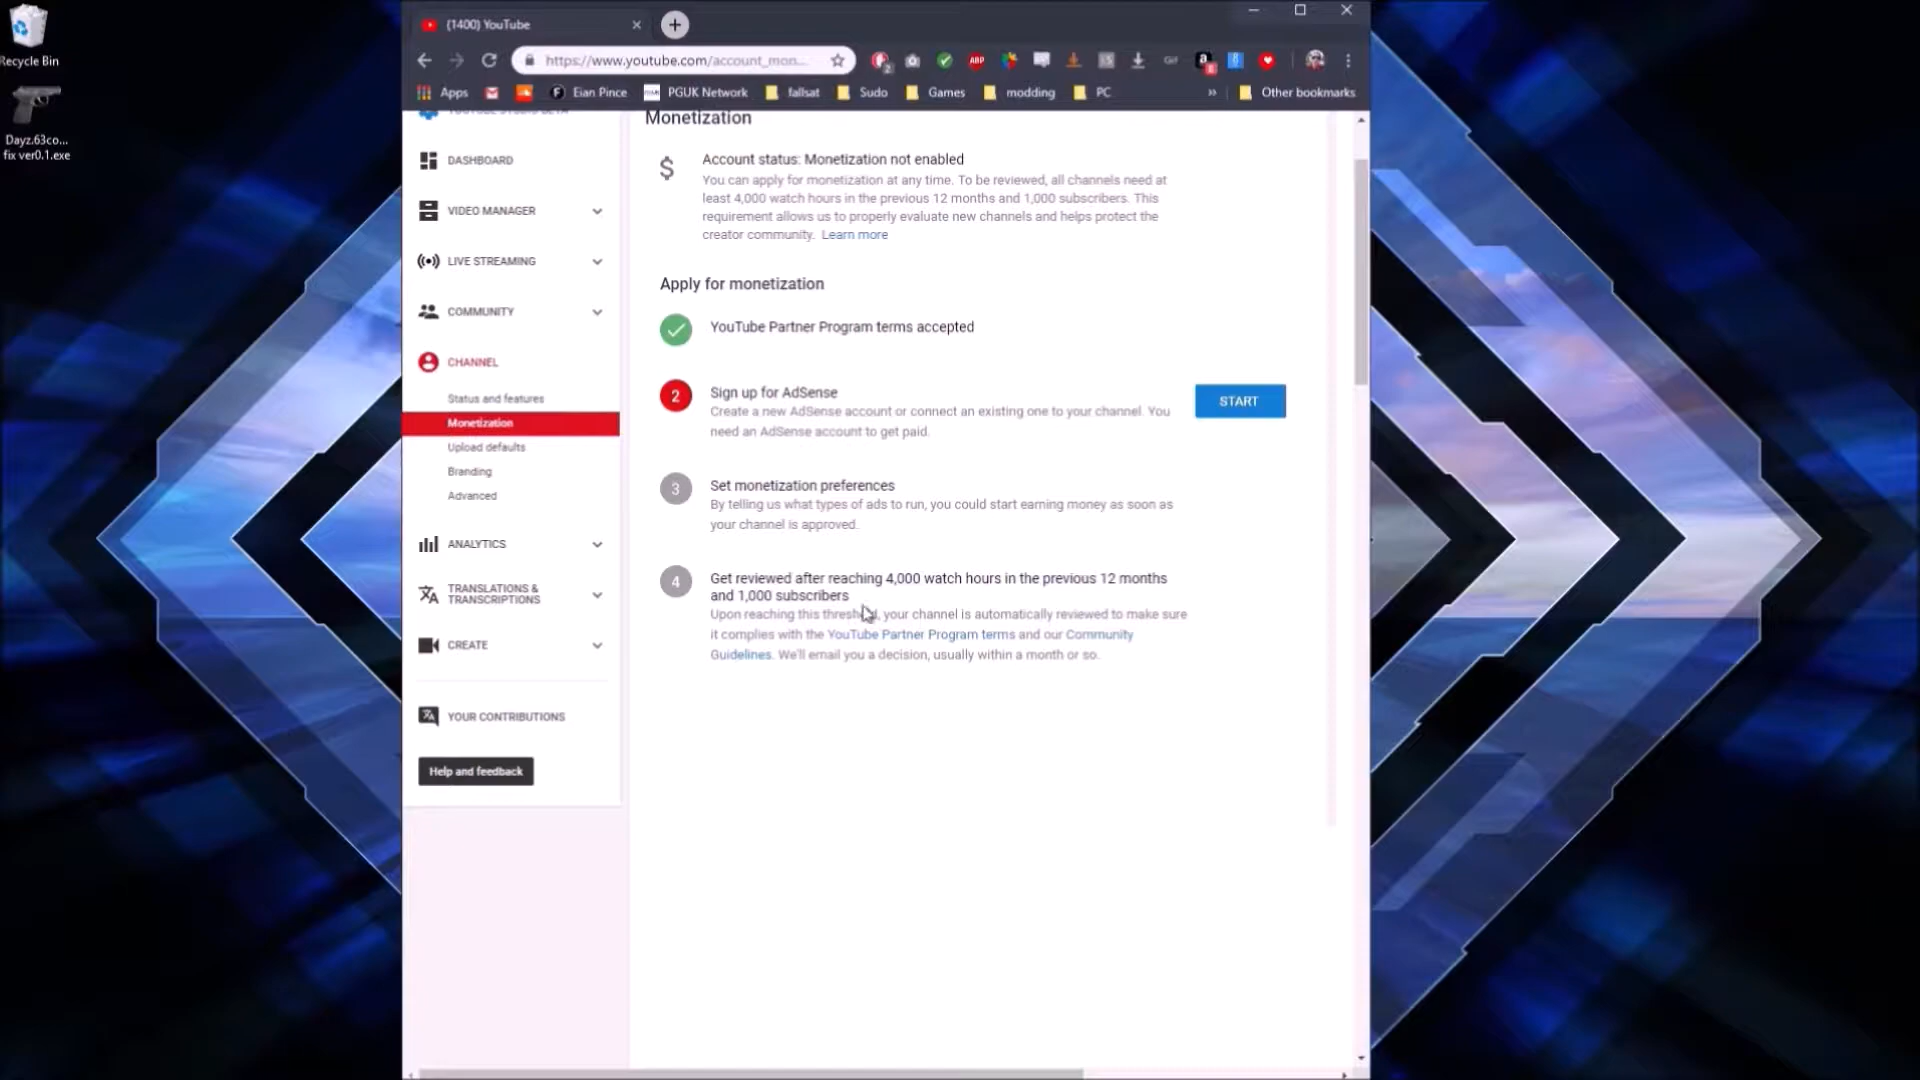 Recycle Bin
Dayz.63co...
fix ver0.1.exe
(1400) YouTube
https://www.youtube.com/account_mon...
ABP
GIF
Apps
Eian Pince
PGUK Network
fallsat
Sudo
Games
modding
PC
»
Other bookmarks
YOUTUBE STUDIO BETA
DASHBOARD
VIDEO MANAGER
LIVE STREAMING
COMMUNITY
CHANNEL
Status and features
Monetization
Upload defaults
Branding
Advanced
ANALYTICS
TRANSLATIONS &
TRANSCRIPTIONS
CREATE
YOUR CONTRIBUTIONS
Help and feedback
Monetization
$
Account status: Monetization not enabled
You can apply for monetization at any time. To be reviewed, all channels need at
least 4,000 watch hours in the previous 12 months and 1,000 subscribers. This
requirement allows us to properly evaluate new channels and helps protect the
creator community. Learn more
Apply for monetization
YouTube Partner Program terms accepted
2
Sign up for AdSense
Create a new AdSense account or connect an existing one to your channel. You
need an AdSense account to get paid.
START
3
Set monetization preferences
By telling us what types of ads to run, you could start earning money as soon as
your channel is approved.
4
Get reviewed after reaching 4,000 watch hours in the previous 12 months
and 1,000 subscribers
Upon reaching this threshold, your channel is automatically reviewed to make sure
it complies with the YouTube Partner Program terms and our Community
Guidelines. We'll email you a decision, usually within a month or so.